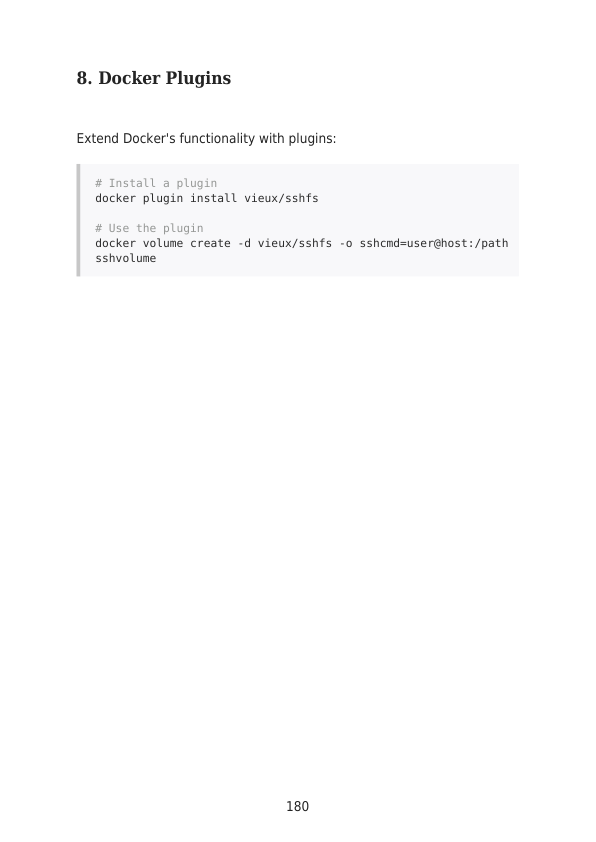 8. Docker Plugins
Extend Docker's functionality with plugins:
# Install a plugin
docker plugin install vieux/sshfs
# Use the plugin
docker volume create -d vieux/sshfs -o sshcmd=user@host:/path
sshvolume
180